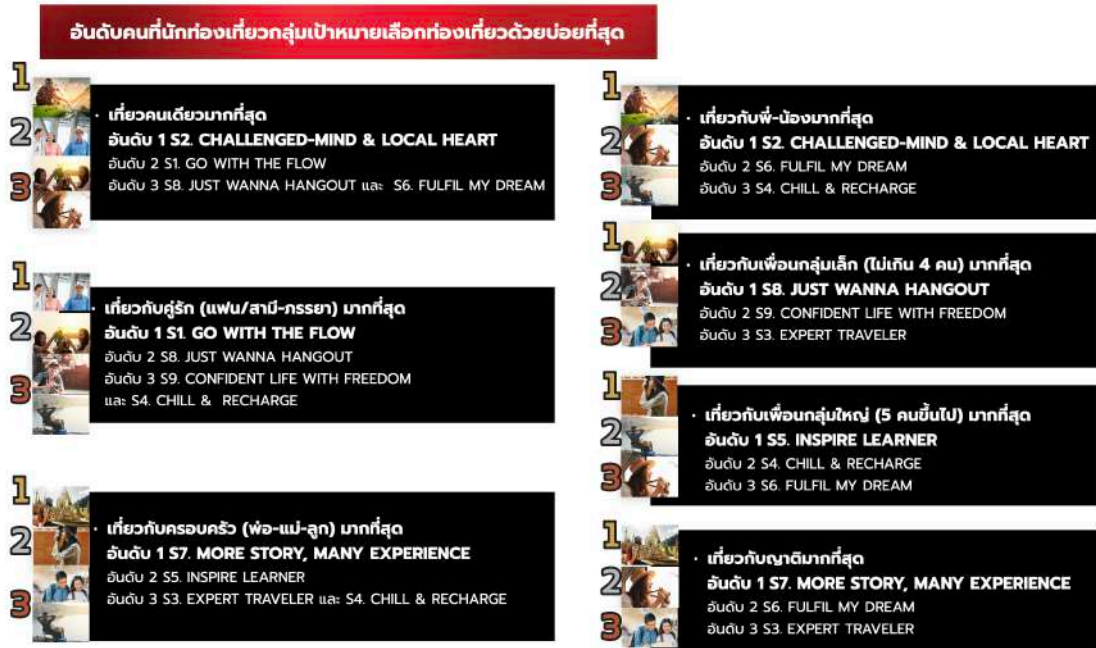 อันดับคนที่นักท่องเที่ยวกลุ่มเป้าหมายเลือกท่องเที่ยวด้วยบ่อยที่สุด
1
2
3
· เที่ยวคนเดียวมากที่สุด
อันดับ 1 S2. CHALLENGED-MIND & LOCAL HEART
อันดับ 2 S1. GO WITH THE FLOW
อันดับ 3 S8. JUST WANNA HANGOUT และ S6. FULFIL MY DREAM
1
2
3
· เที่ยวกับคู่รัก (แฟน/สามี-ภรรยา) มากที่สุด
อันดับ 1 S1. GO WITH THE FLOW
อันดับ 2 S8. JUST WANNA HANGOUT
อันดับ 3 S9. CONFIDENT LIFE WITH FREEDOM
และ S4. CHILL & RECHARGE
1
2
3
· เที่ยวกับครอบครัว (พ่อ-แม่-ลูก) มากที่สุด
อันดับ 1 S7. MORE STORY, MANY EXPERIENCE
อันดับ 2 S5. INSPIRE LEARNER
อันดับ 3 S3. EXPERT TRAVELER และ S4. CHILL & RECHARGE
1
2
3
· เที่ยวกับพี่-น้องมากที่สุด
อันดับ 1 S2. CHALLENGED-MIND & LOCAL HEART
อันดับ 2 S6. FULFIL MY DREAM
อันดับ 3 S4. CHILL & RECHARGE
1
2
3
· เที่ยวกับเพื่อนกลุ่มเล็ก (ไม่เกิน 4 คน) มากที่สุด
อันดับ 1 S8. JUST WANNA HANGOUT
อันดับ 2 S9. CONFIDENT LIFE WITH FREEDOM
อันดับ 3 S3. EXPERT TRAVELER
1
2
3
· เที่ยวกับเพื่อนกลุ่มใหญ่ (5 คนขึ้นไป) มากที่สุด
อันดับ 1 S5. INSPIRE LEARNER
อันดับ 2 S4. CHILL & RECHARGE
อันดับ 3 S6. FULFIL MY DREAM
1
2
3
· เที่ยวกับญาติมากที่สุด
อันดับ 1 S7. MORE STORY, MANY EXPERIENCE
อันดับ 2 S6. FULFIL MY DREAM
อันดับ 3 S3. EXPERT TRAVELER